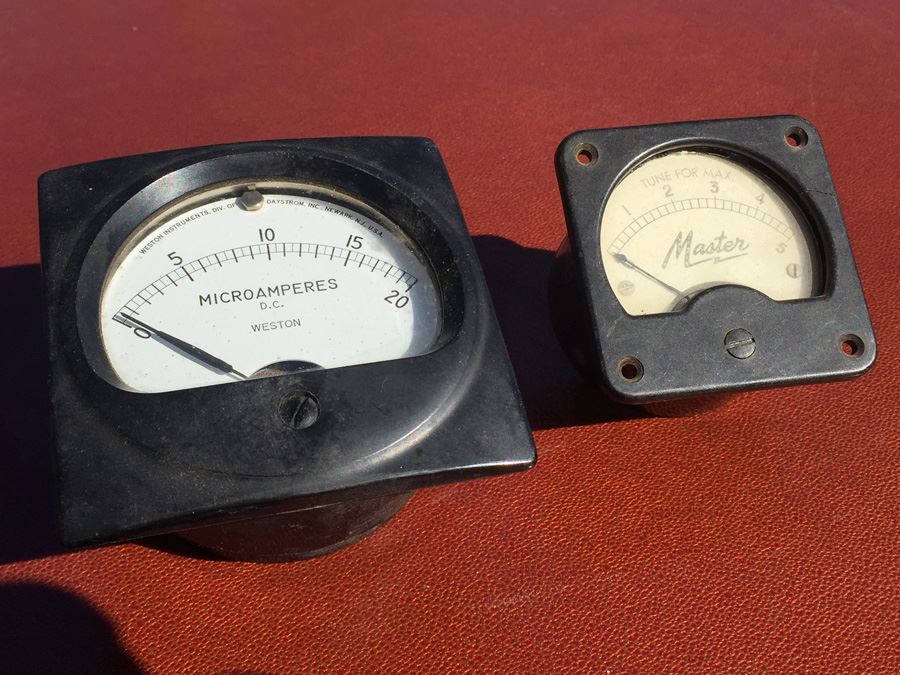 WESTON INSTRUMENTS, DIV. OF DAYSTROM, INC. NEWARK, N.J., U.S.A.
0 5 10 15 20
MICROAMPERES
D.C.
WESTON
TUNE FOR MAX.
1 2 3 4 5
Master